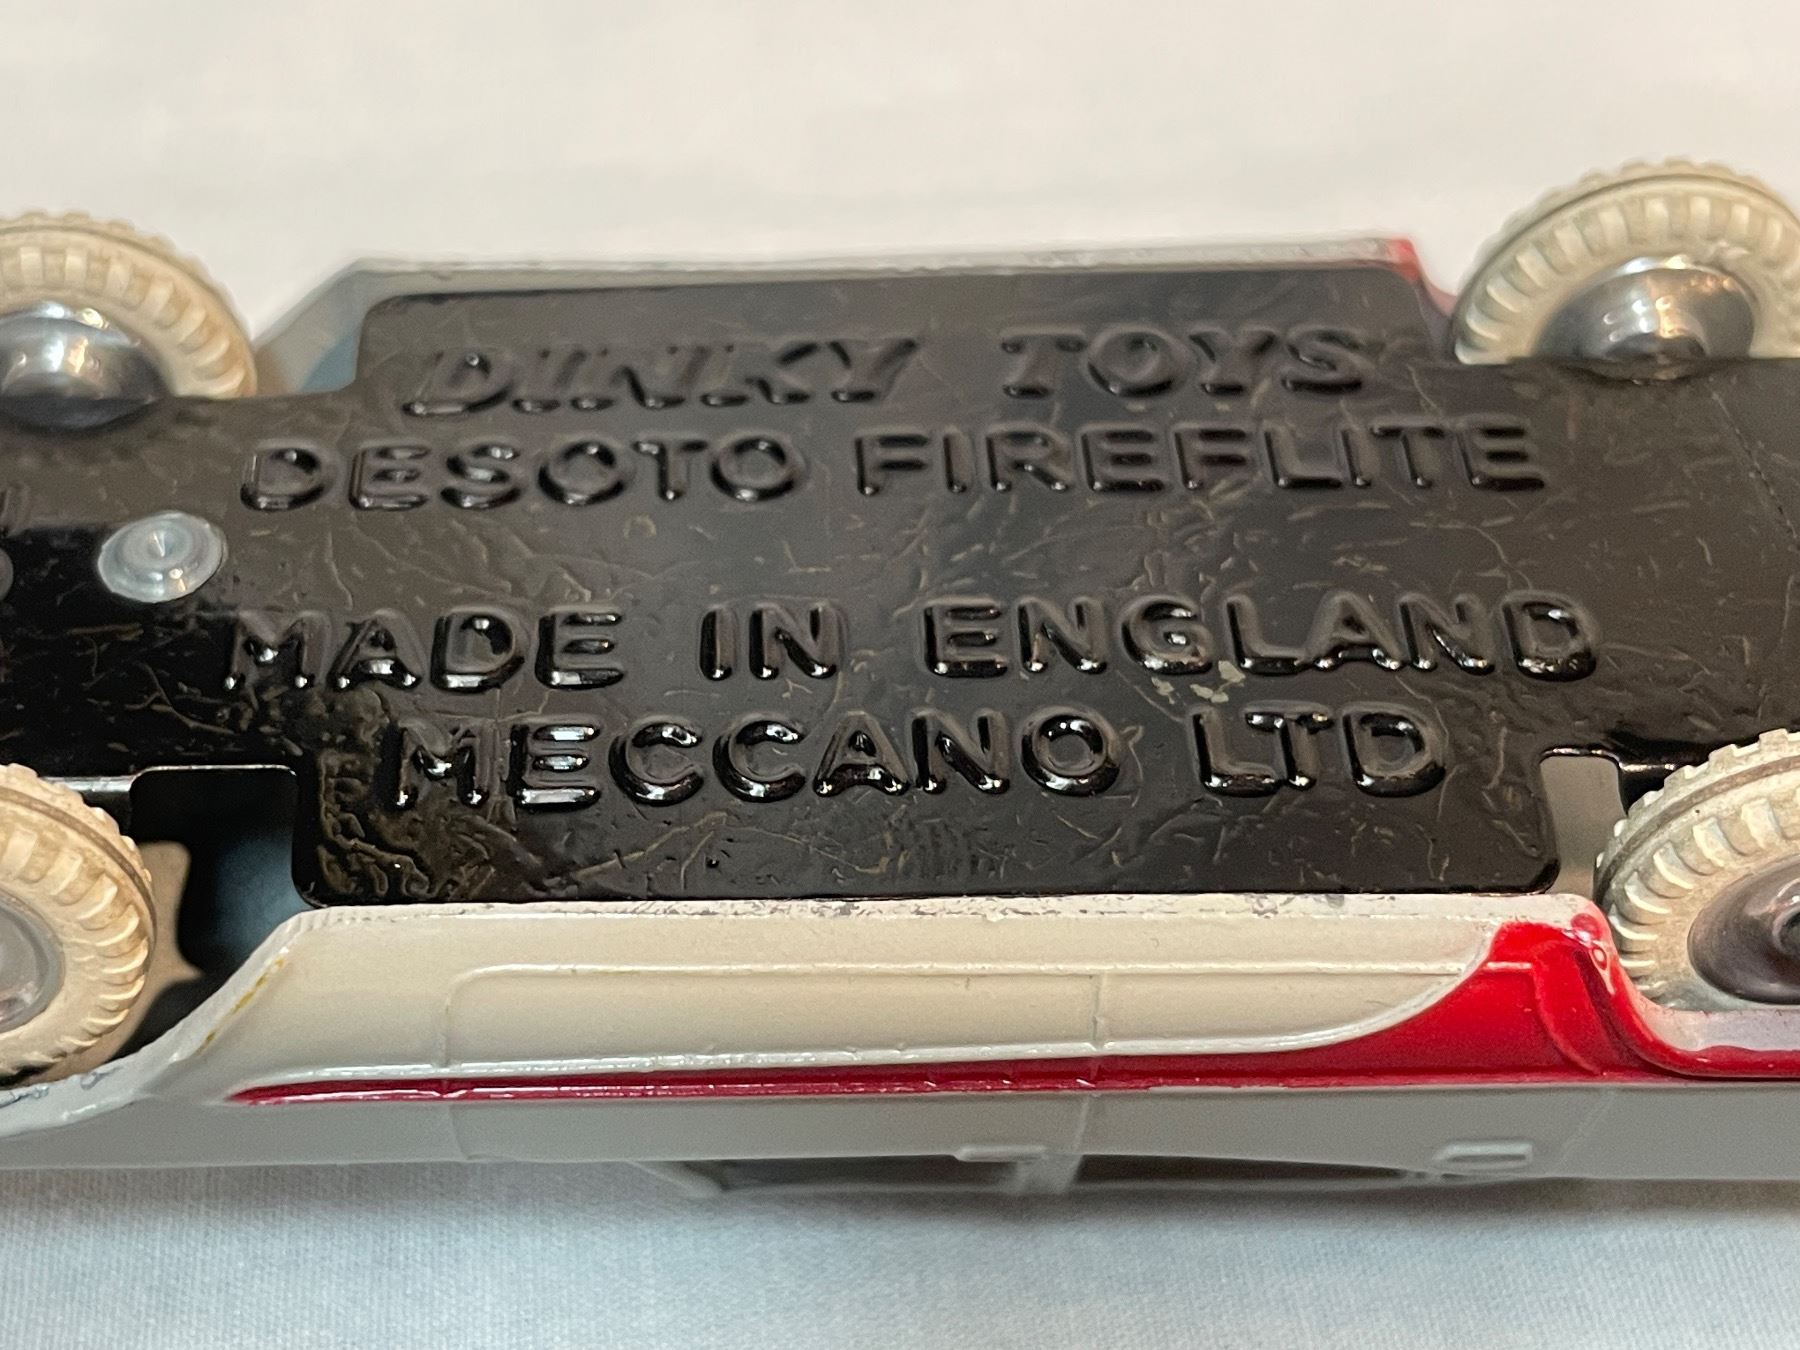 DINKY TOYS
DESOTO FIREFLITE
MADE IN ENGLAND
MECCANO LTD